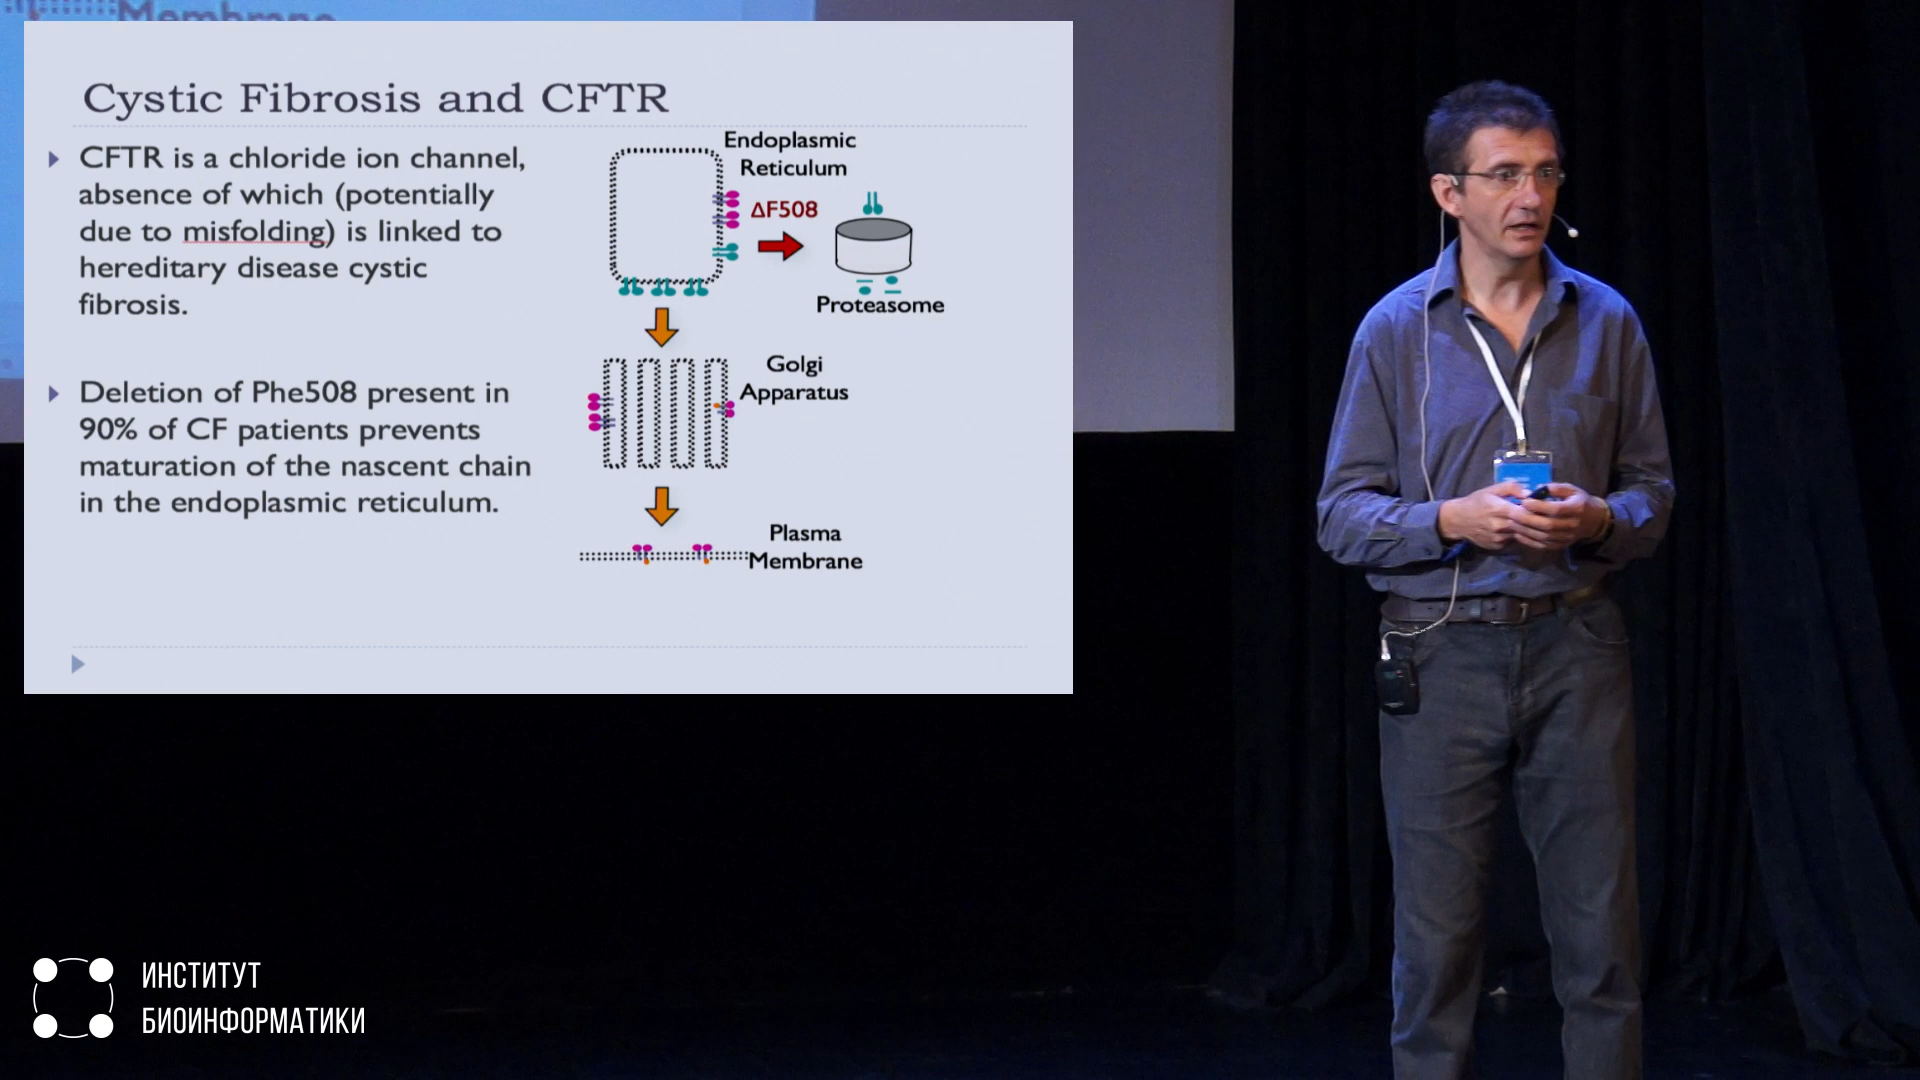 Membrane
Cystic Fibrosis and CFTR
CFTR is a chloride ion channel,
absence of which (potentially
due to misfolding) is linked to
hereditary disease cystic
fibrosis.
Deletion of Phe508 present in
90% of CF patients prevents
maturation of the nascent chain
in the endoplasmic reticulum.
Endoplasmic
Reticulum
ΔF508
Proteasome
Golgi
Apparatus
Plasma
Membrane
ИНСТИТУТ
БИОИНФОРМАТИКИ